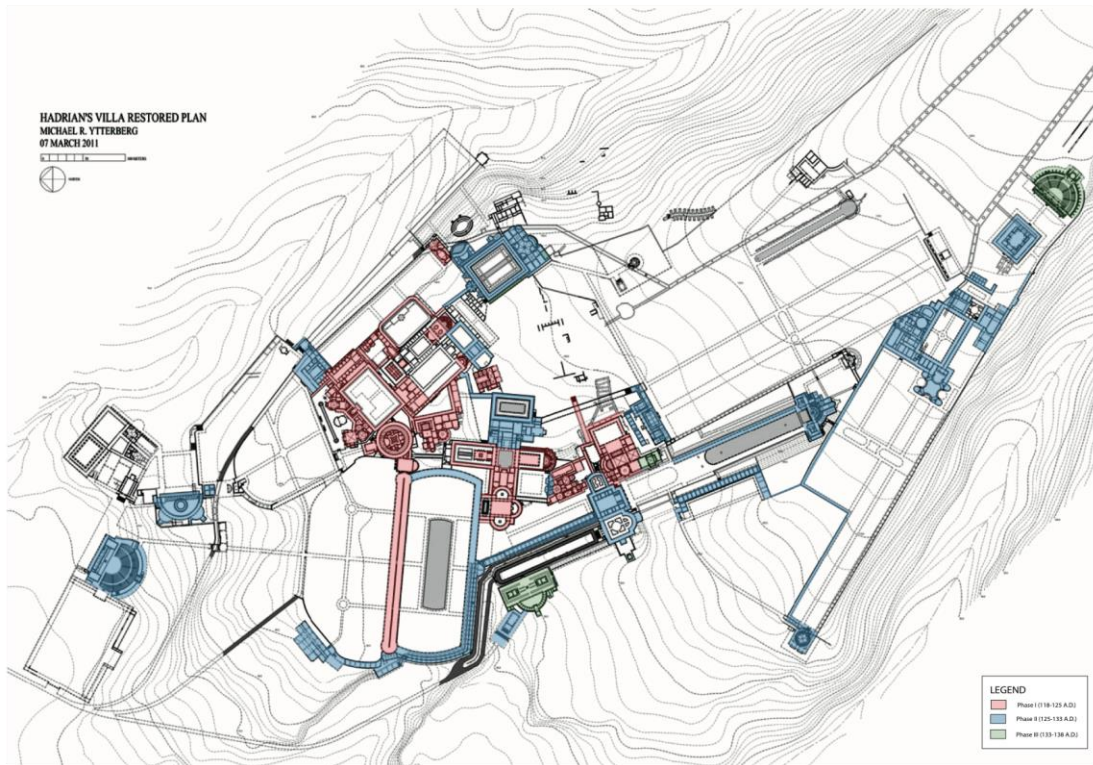 HADRIAN'S VILLA RESTORED PLAN
MICHAEL R. YTTERBERG
07 MARCH 2011
LEGEND
Phase I (118-125 A.D.)
Phase II (125-133 A.D.)
Phase III (133-138 A.D.)